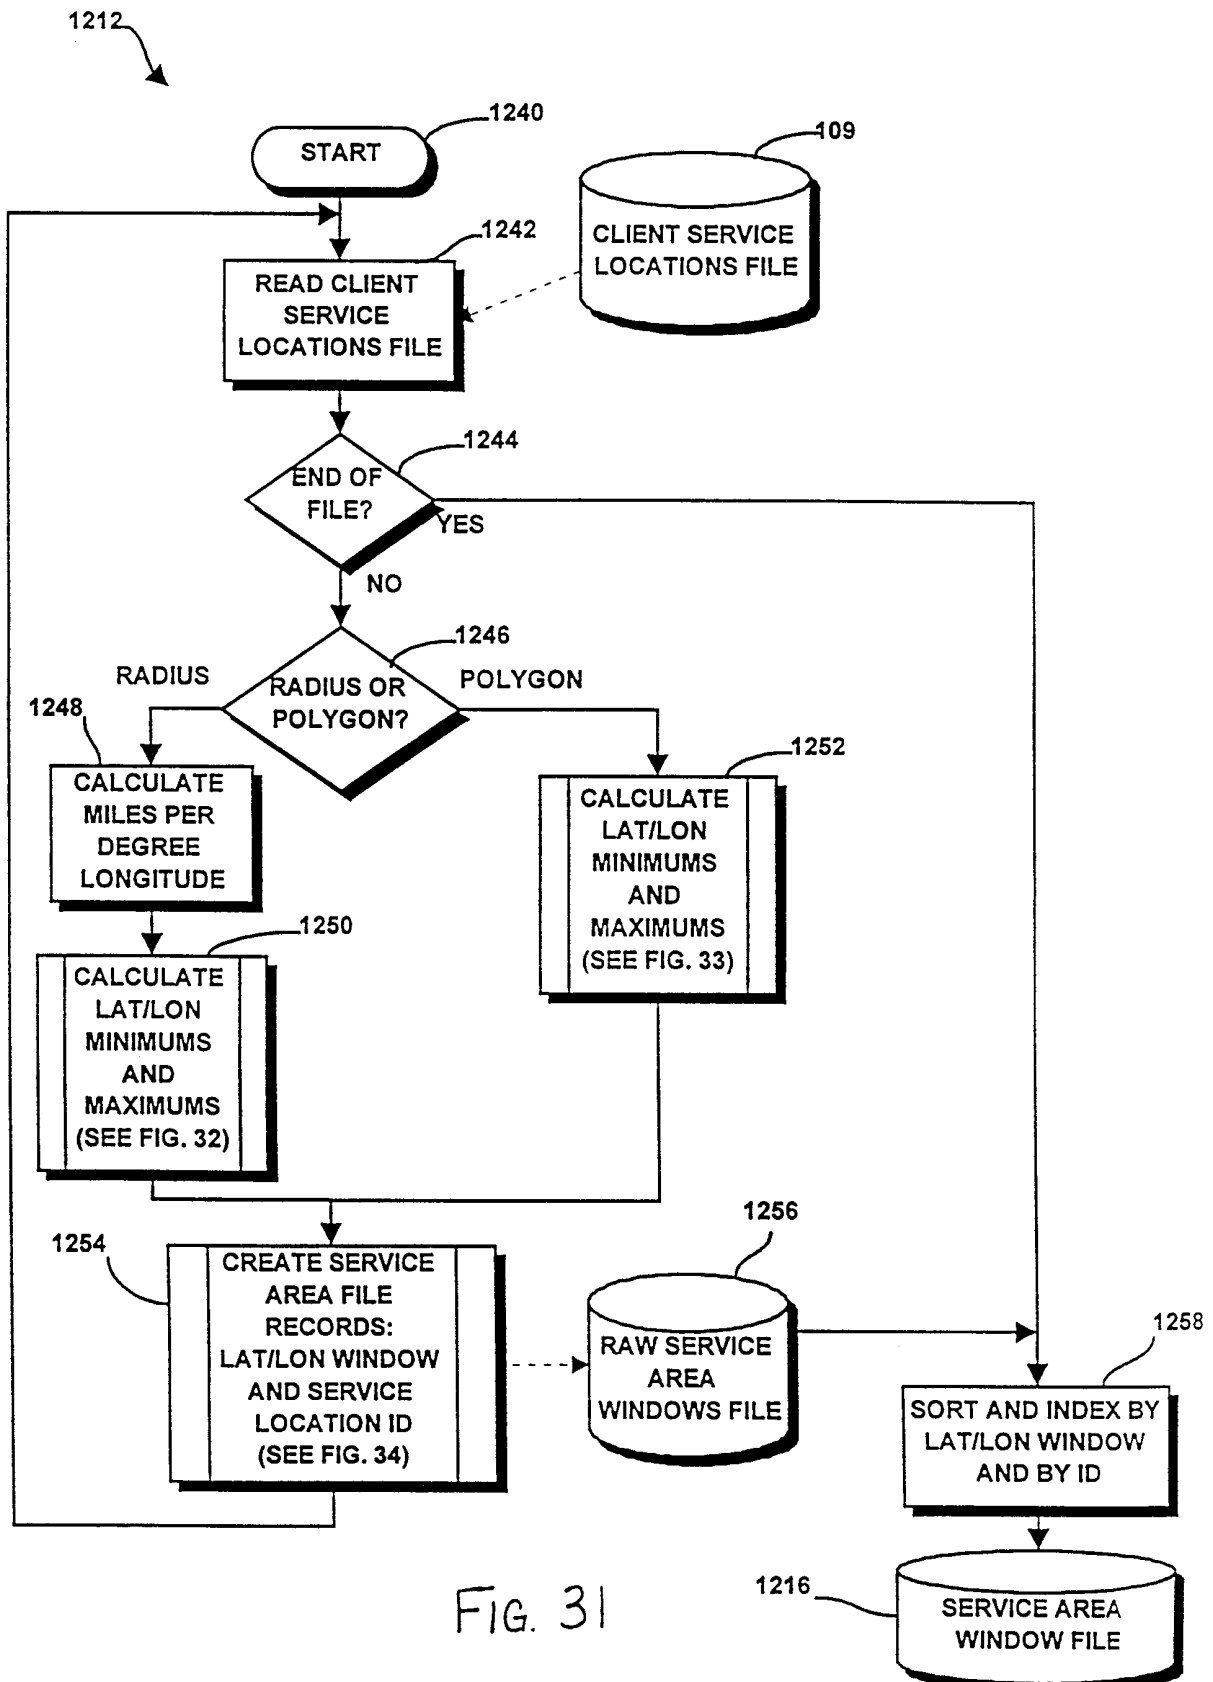 1212
1240
START
109
CLIENT SERVICE
LOCATIONS FILE
1242
READ CLIENT
SERVICE
LOCATIONS FILE
1244
END OF
FILE?
YES
NO
1246
RADIUS
RADIUS OR
POLYGON?
POLYGON
1248
CALCULATE
MILES PER
DEGREE
LONGITUDE
1252
CALCULATE
LAT/LON
MINIMUMS
AND
MAXIMUMS
(SEE FIG. 33)
1250
CALCULATE
LAT/LON
MINIMUMS
AND
MAXIMUMS
(SEE FIG. 32)
1254
CREATE SERVICE
AREA FILE
RECORDS:
LAT/LON WINDOW
AND SERVICE
LOCATION ID
(SEE FIG. 34)
1256
RAW SERVICE
AREA
WINDOWS FILE
1258
SORT AND INDEX BY
LAT/LON WINDOW
AND BY ID
1216
SERVICE AREA
WINDOW FILE
FIG. 31